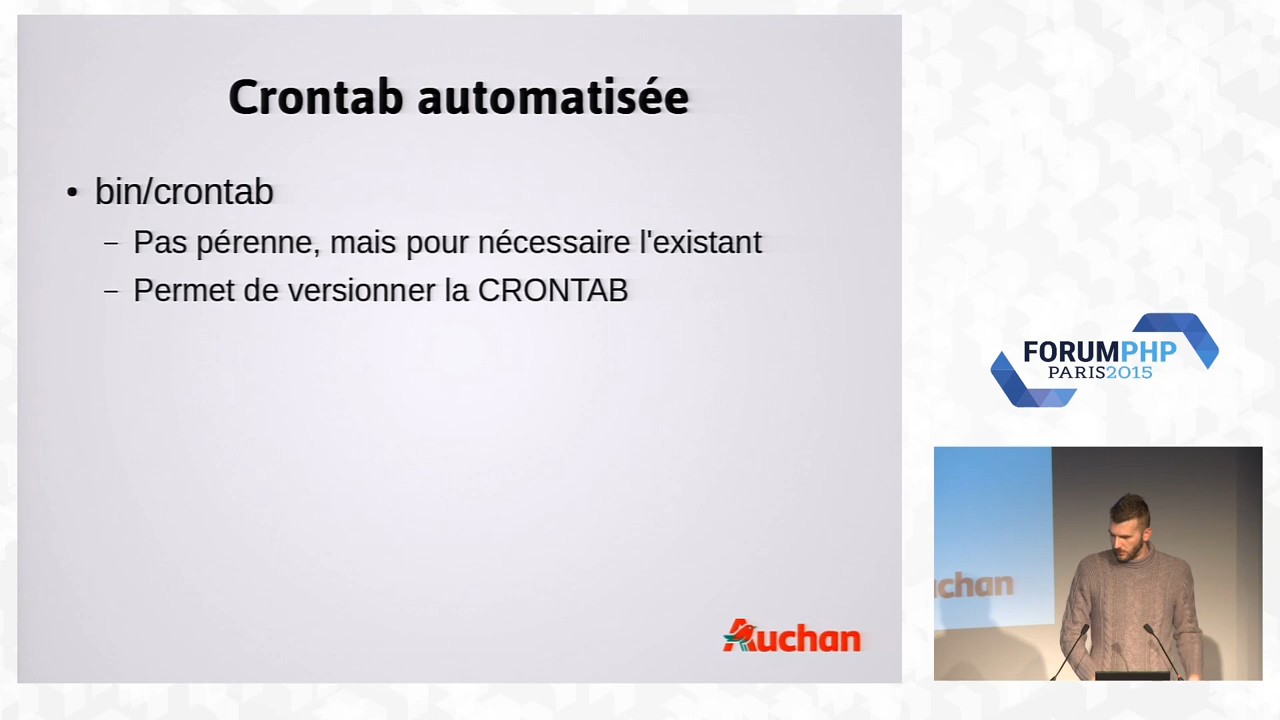 Crontab automatisée
• bin/crontab
– Pas pérenne, mais pour nécessaire l'existant
– Permet de versionner la CRONTAB
Auchan
FORUMPHP
PARIS2015
uchan